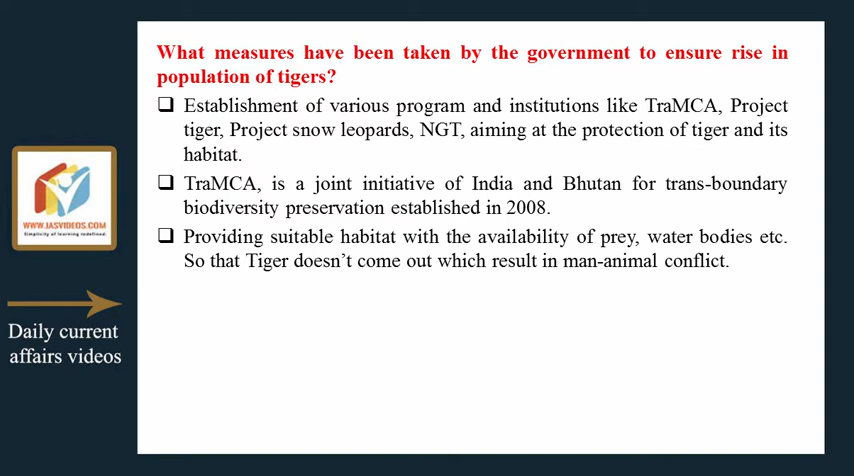 What measures have been taken by the government to ensure rise in
population of tigers?
❑ Establishment of various program and institutions like TraMCA, Project
tiger, Project snow leopards, NGT, aiming at the protection of tiger and its
habitat.
❑ TraMCA, is a joint initiative of India and Bhutan for trans-boundary
biodiversity preservation established in 2008.
❑ Providing suitable habitat with the availability of prey, water bodies etc.
So that Tiger doesn’t come out which result in man-animal conflict.
WWW.IASVIDEOS.COM
Simplicity of learning redefined.
Daily current
affairs videos